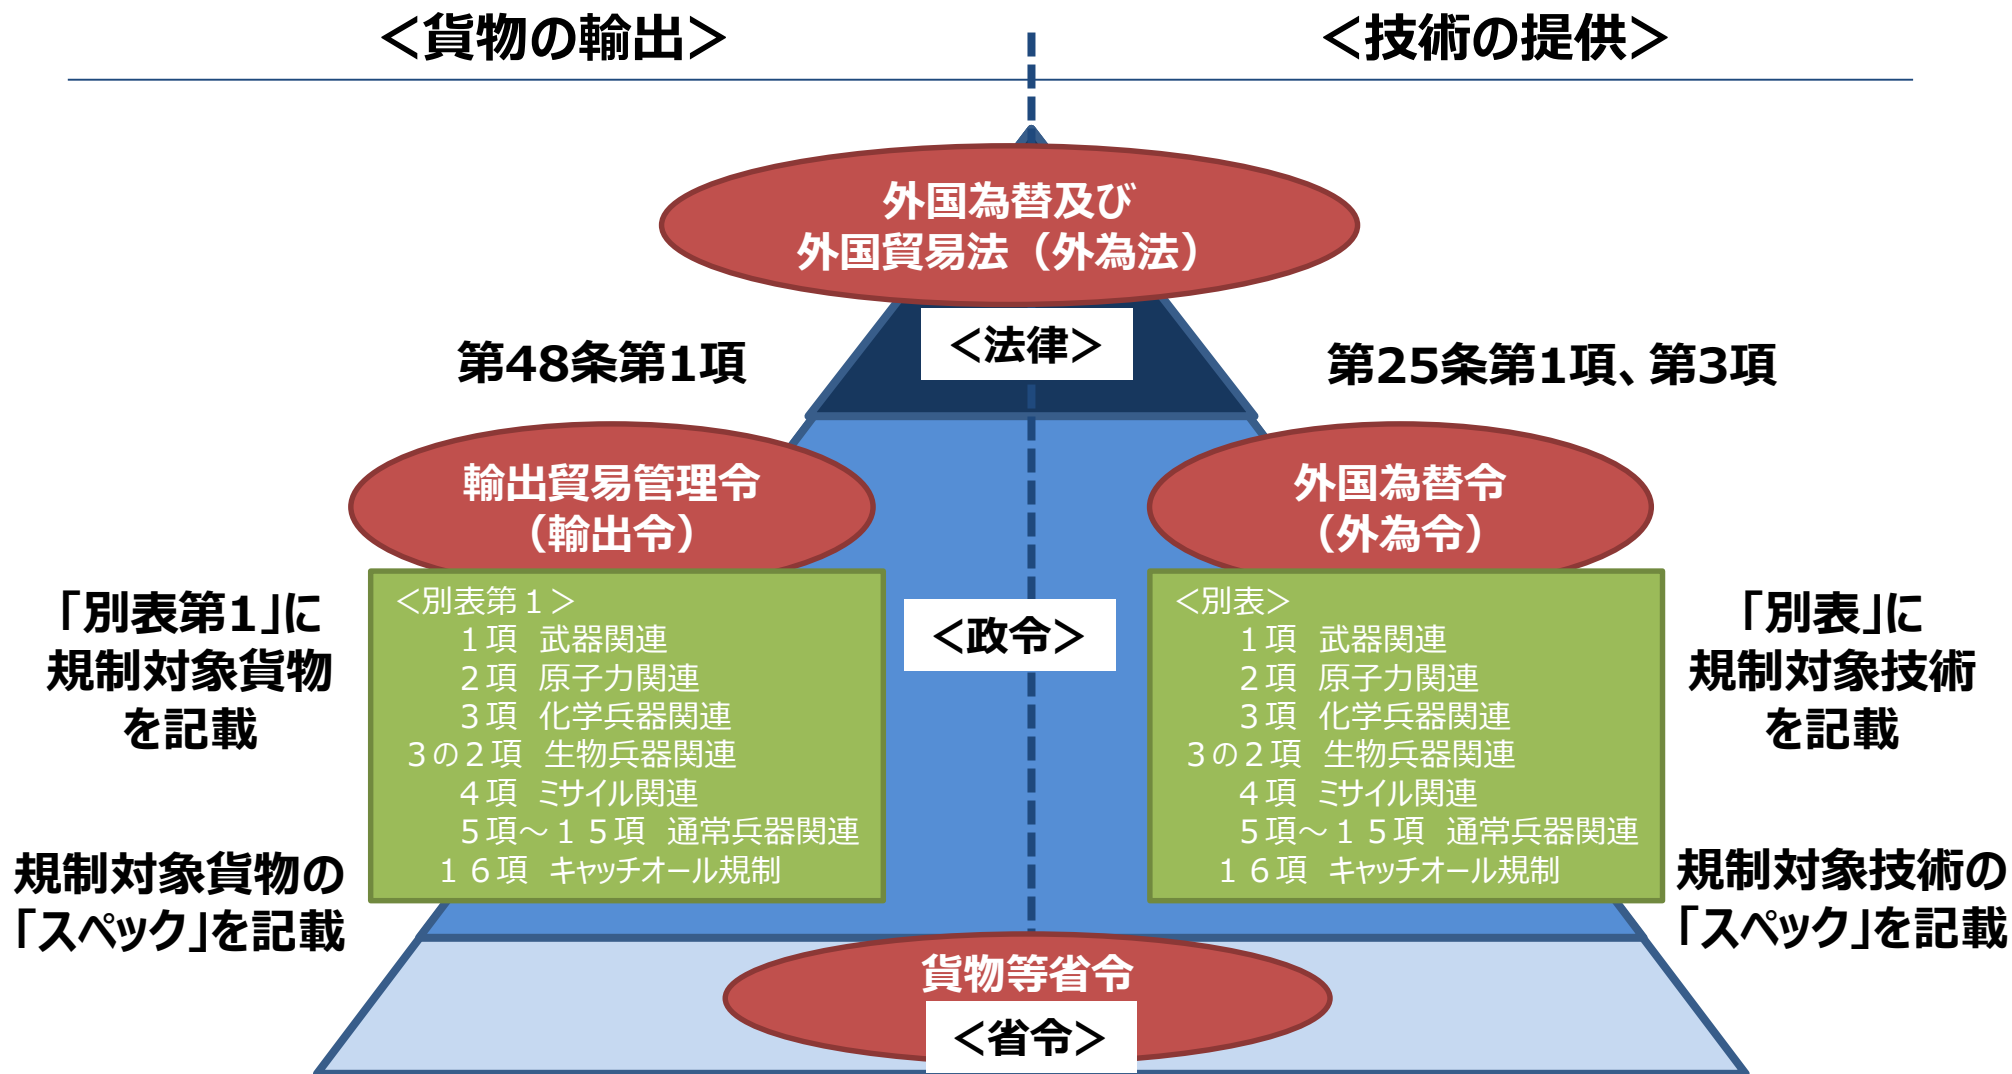 ＜貨物の輸出＞
＜技術の提供＞
外国為替及び
外国貿易法（外為法）
＜法律＞
第48条第1項
第25条第1項、第3項
輸出貿易管理令
（輸出令）
外国為替令
（外為令）
「別表第1」に
規制対象貨物
を記載
＜別表第１＞
１項　武器関連
２項　原子力関連
３項　化学兵器関連
３の２項　生物兵器関連
４項　ミサイル関連
５項～１５項　通常兵器関連
１６項　キャッチオール規制
＜政令＞
＜別表＞
１項　武器関連
２項　原子力関連
３項　化学兵器関連
３の２項　生物兵器関連
４項　ミサイル関連
５項～１５項　通常兵器関連
１６項　キャッチオール規制
「別表」に
規制対象技術
を記載
規制対象貨物の
「スペック」を記載
規制対象技術の
「スペック」を記載
貨物等省令
＜省令＞